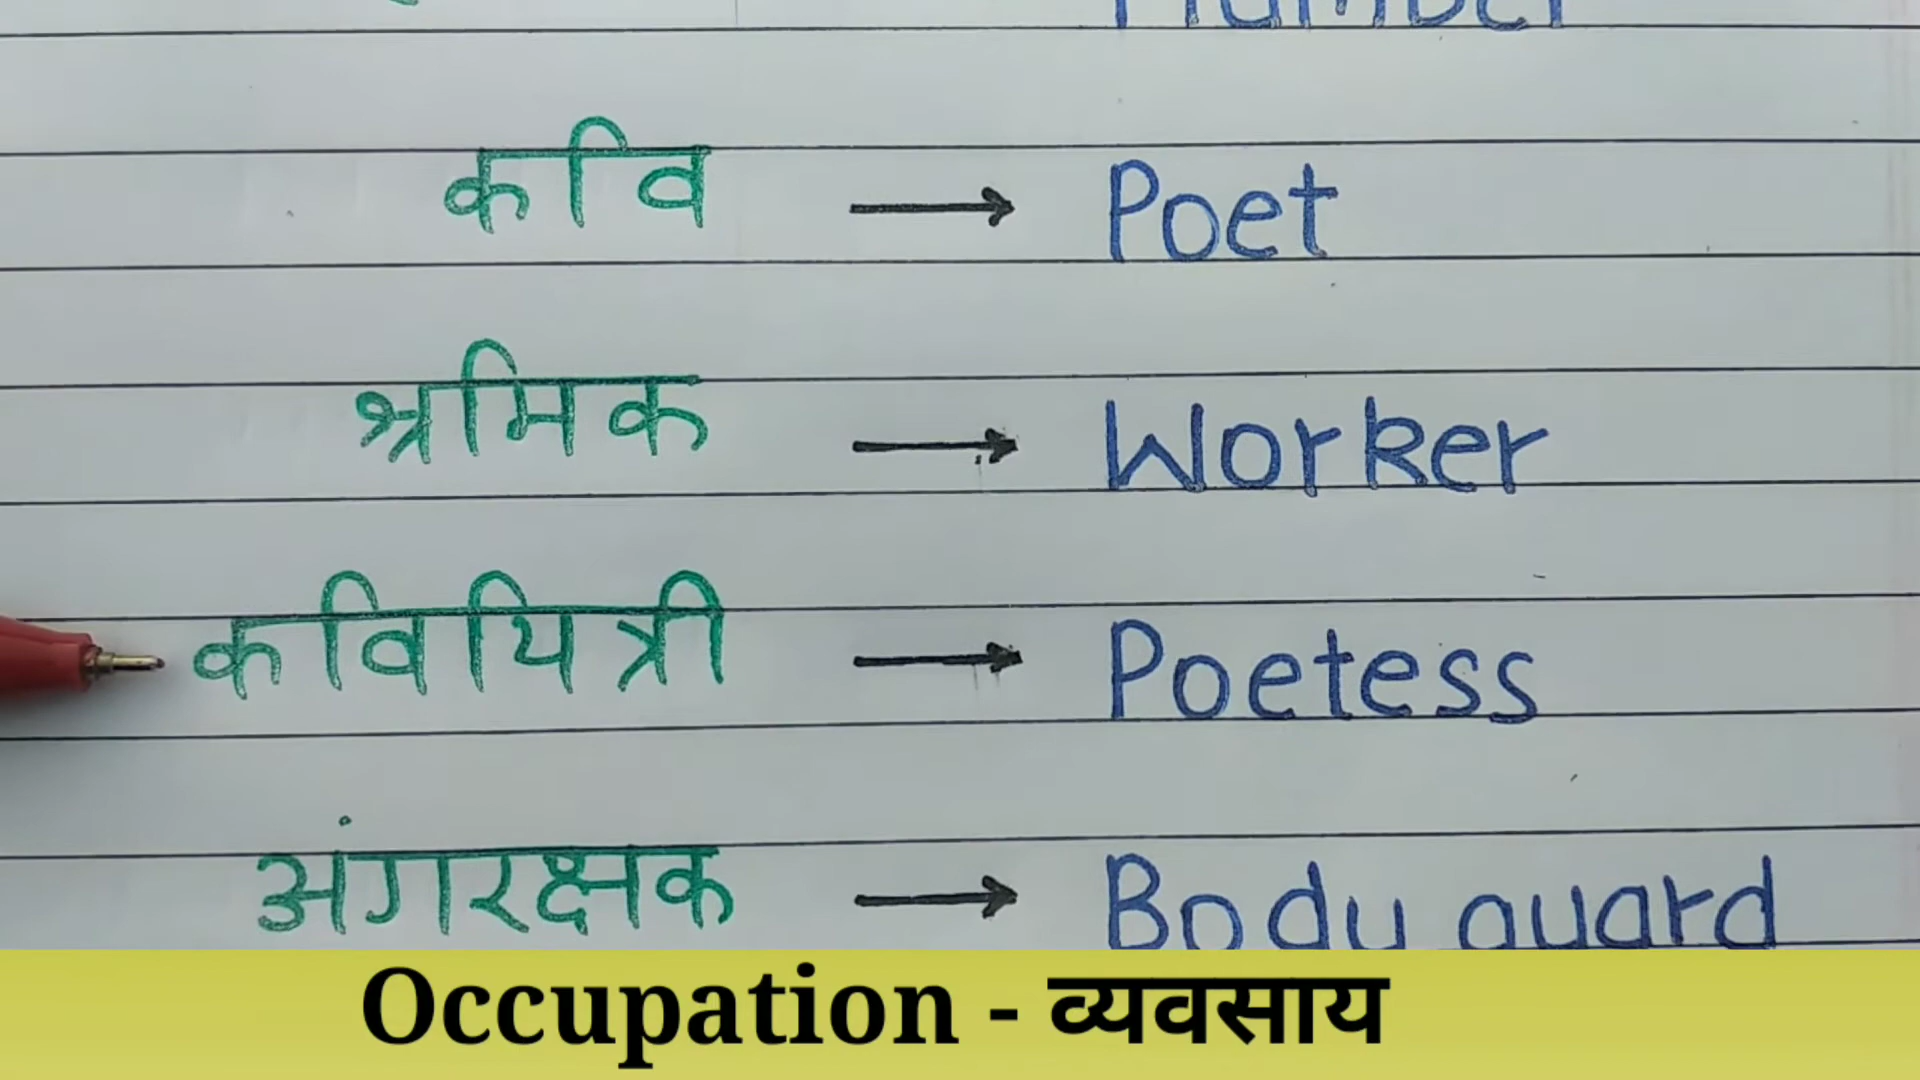 कवि → Poet
श्रमिक → Worker
कवियित्री → Poetess
अंगरक्षक → Body guard
Occupation - व्यवसाय